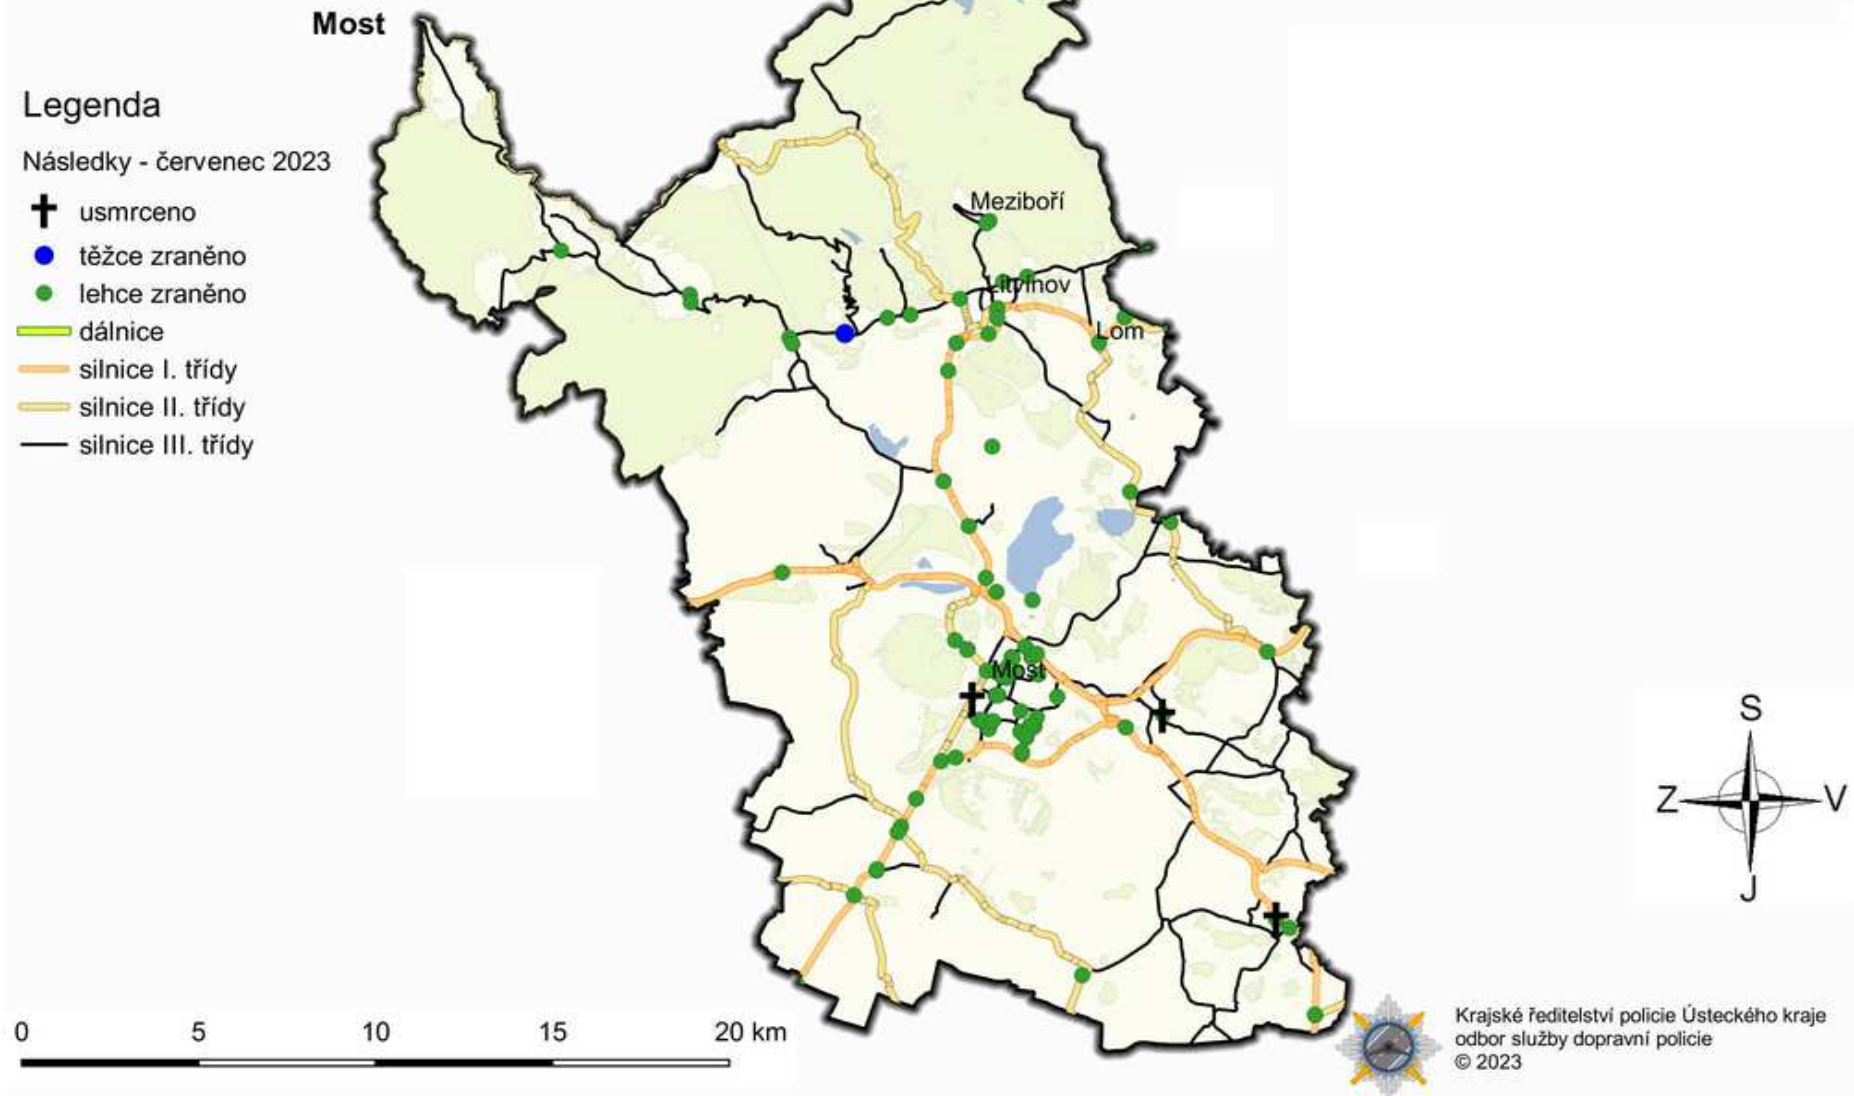 Most
Legenda
Následky - červenec 2023
usmrceno
těžce zraněno
lehce zraněno
dálnice
silnice I. třídy
silnice II. třídy
silnice III. třídy
Meziboří
Litvínov
Lom
Most
S
Z
V
J
0 5 10 15 20 km
Krajské ředitelství policie Ústeckého kraje
odbor služby dopravní policie
© 2023